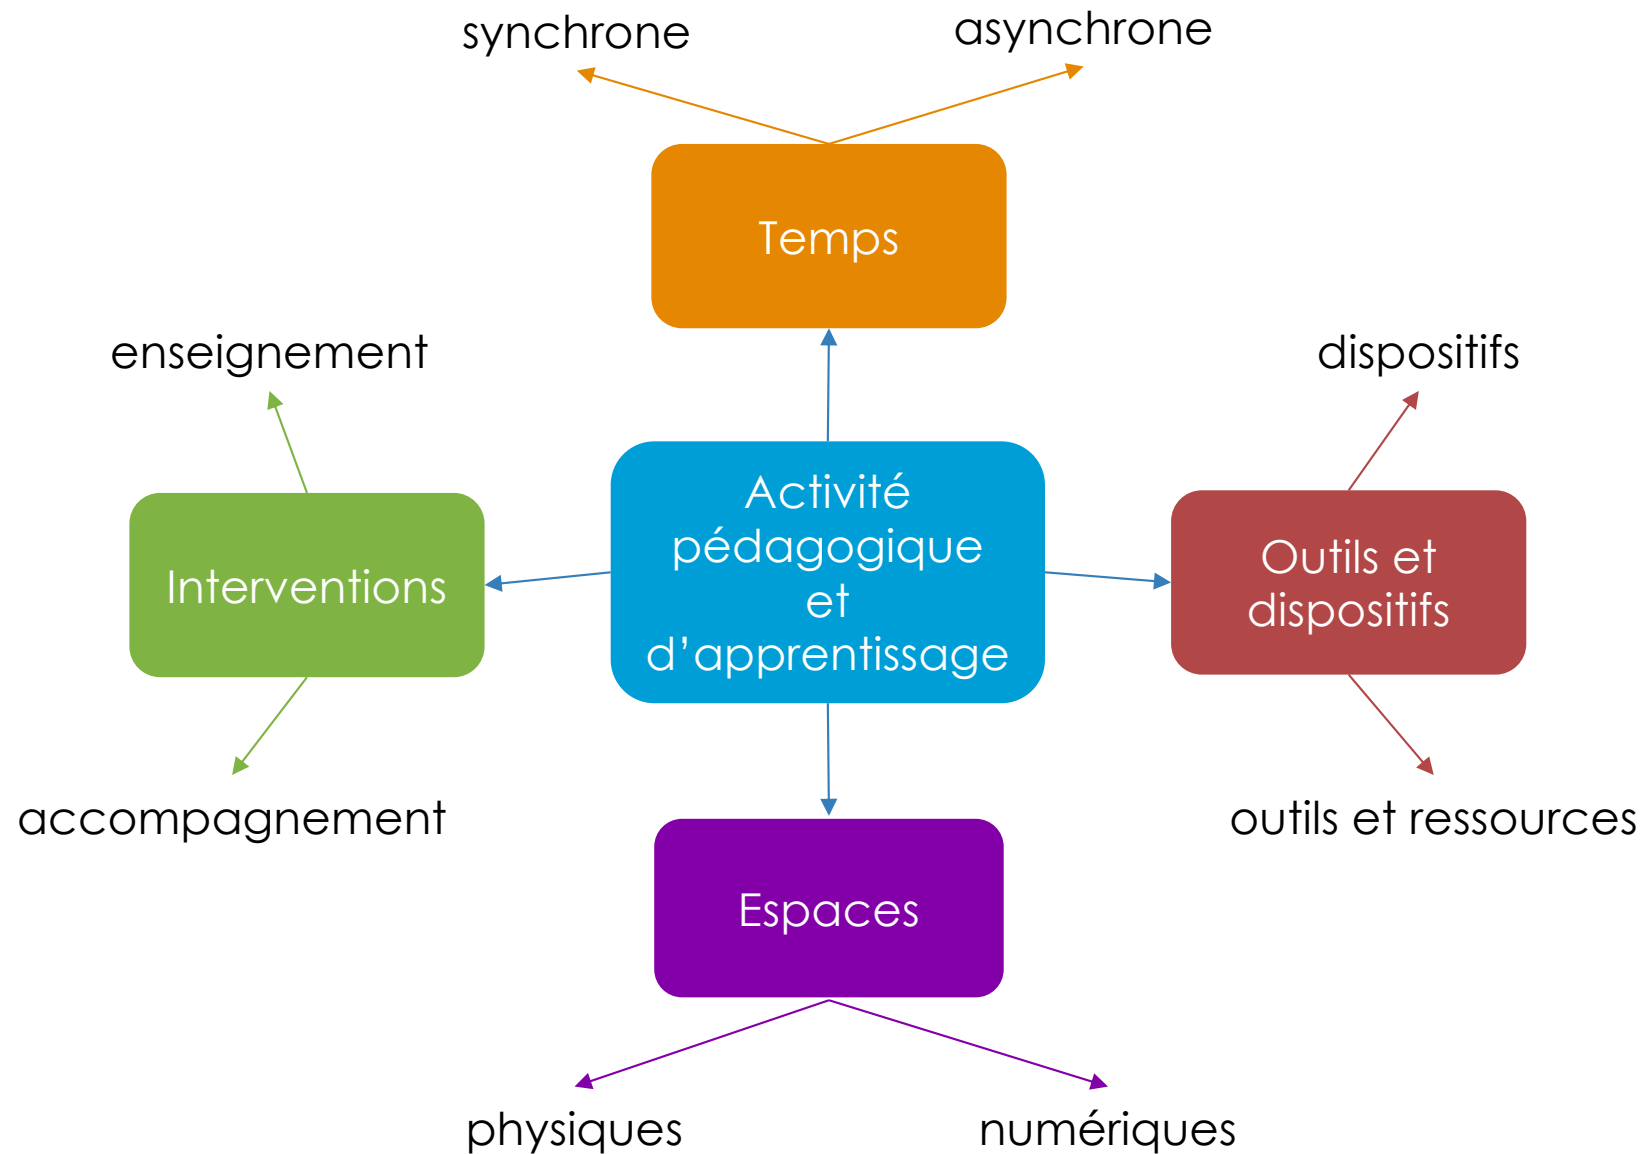 synchrone
asynchrone
Temps
enseignement
dispositifs
Activité
pédagogique
et
d’apprentissage
Interventions
Outils et
dispositifs
accompagnement
outils et ressources
Espaces
physiques
numériques